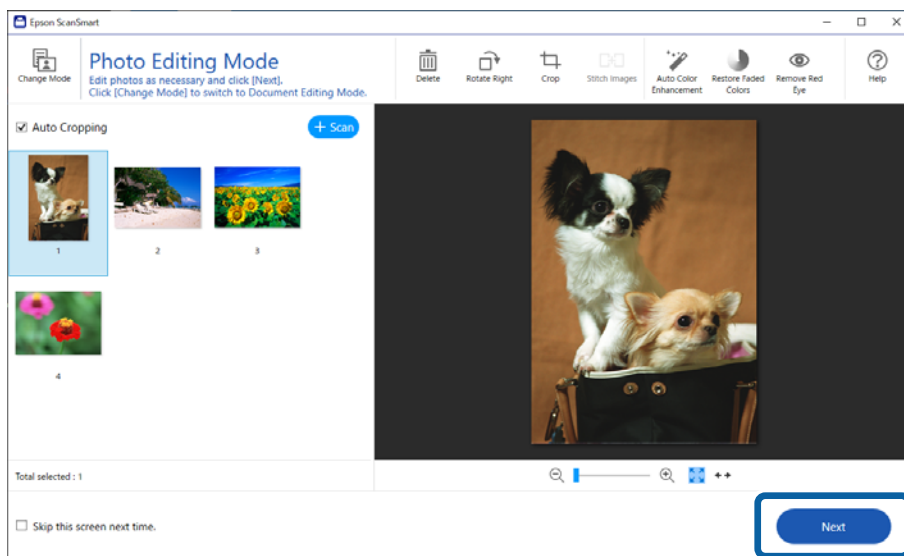 Epson ScanSmart
Change Mode
Photo Editing Mode
Edit photos as necessary and click [Next].
Click [Change Mode] to switch to Document Editing Mode.
Delete
Rotate Right
Crop
Stitch Images
Auto Color
Enhancement
Restore Faded
Colors
Remove Red
Eye
Help
Auto Cropping
+ Scan
1
2
3
4
Total selected : 1
Skip this screen next time.
Next